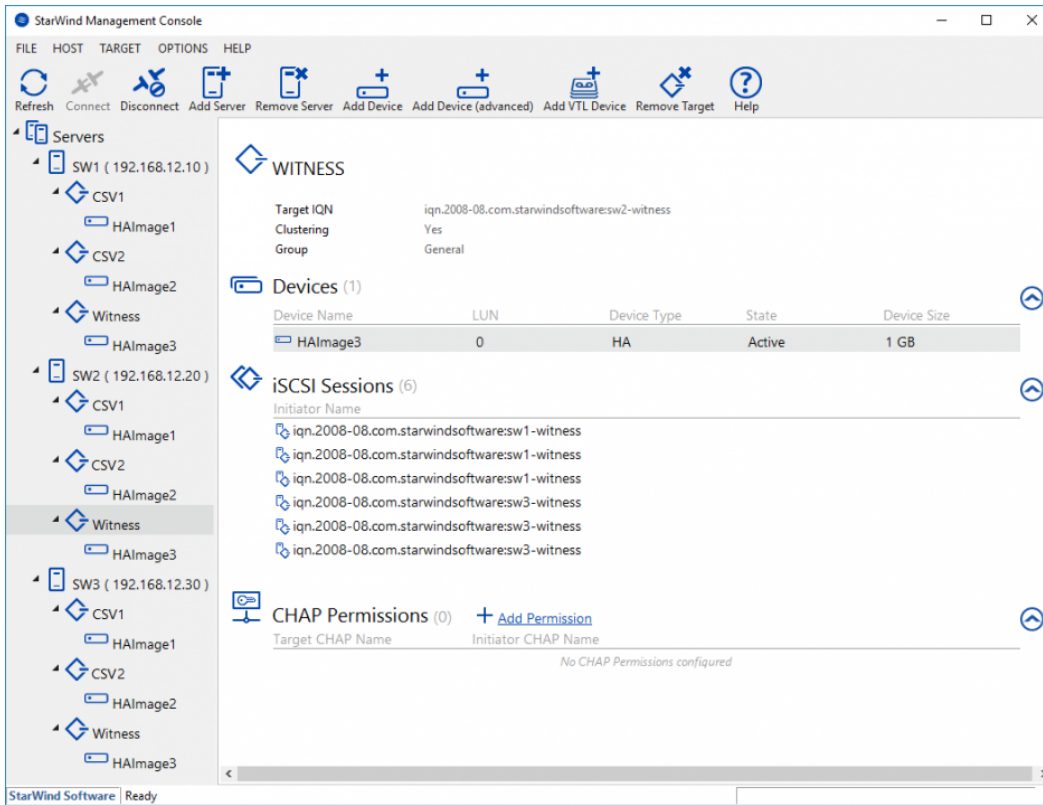 StarWind Management Console
FILE HOST TARGET OPTIONS HELP
Refresh Connect Disconnect Add Server Remove Server Add Device Add Device (advanced) Add VTL Device Remove Target Help
Servers
SW1 ( 192.168.12.10 )
CSV1
HAImage1
CSV2
HAImage2
Witness
HAImage3
SW2 ( 192.168.12.20 )
CSV1
HAImage1
CSV2
HAImage2
Witness
HAImage3
SW3 ( 192.168.12.30 )
CSV1
HAImage1
CSV2
HAImage2
Witness
HAImage3
WITNESS
Target IQN iqn.2008-08.com.starwindsoftware:sw2-witness
Clustering Yes
Group General
Devices (1)
Device Name LUN Device Type State Device Size
HAImage3 0 HA Active 1 GB
iSCSI Sessions (6)
Initiator Name
iqn.2008-08.com.starwindsoftware:sw1-witness
iqn.2008-08.com.starwindsoftware:sw1-witness
iqn.2008-08.com.starwindsoftware:sw1-witness
iqn.2008-08.com.starwindsoftware:sw3-witness
iqn.2008-08.com.starwindsoftware:sw3-witness
iqn.2008-08.com.starwindsoftware:sw3-witness
CHAP Permissions (0) + Add Permission
Target CHAP Name Initiator CHAP Name
No CHAP Permissions configured
StarWind Software Ready